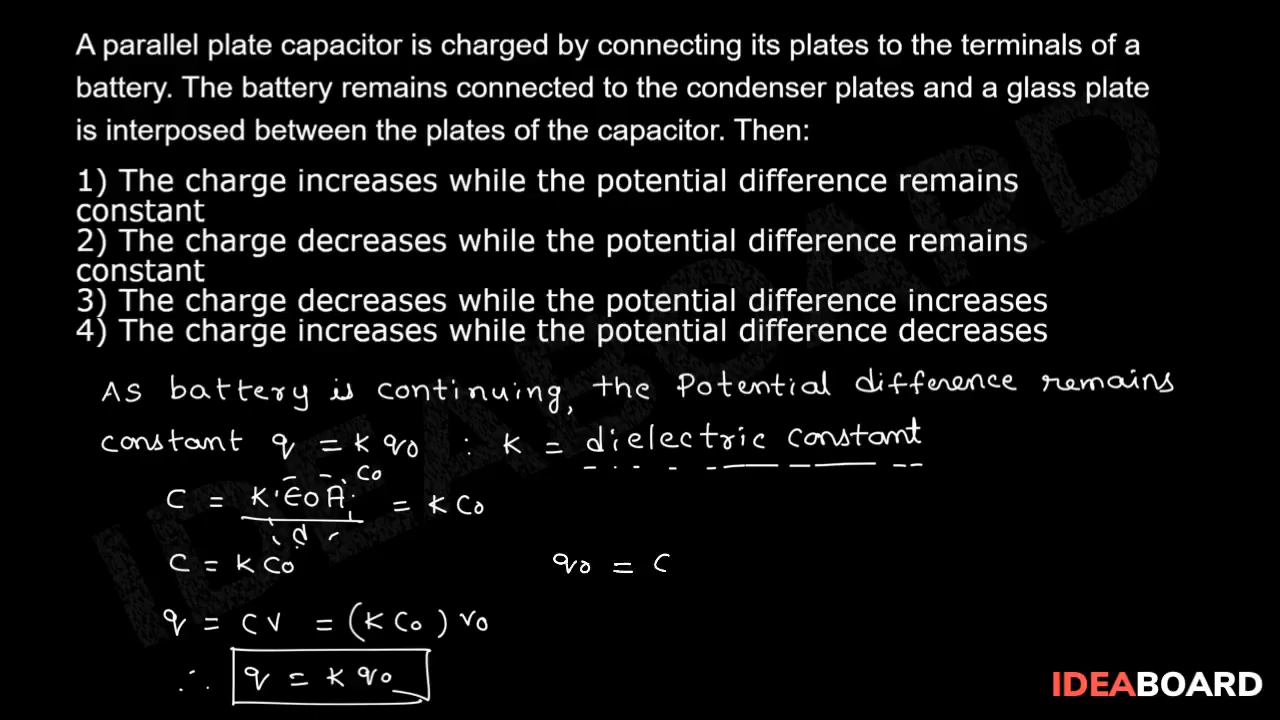 A parallel plate capacitor is charged by connecting its plates to the terminals of a
battery. The battery remains connected to the condenser plates and a glass plate
is interposed between the plates of the capacitor. Then:
1) The charge increases while the potential difference remains
constant
2) The charge decreases while the potential difference remains
constant
3) The charge decreases while the potential difference increases
4) The charge increases while the potential difference decreases
As battery is continuing, the Potential difference remains
constant q = K q0 : K = dielectric constant
C0
C = K ε0 A / d = K C0
C = K C0 q0 = C
q = CV = (K C0) V0
∴ q = K q0
IDEABOARD
IDEABOARD